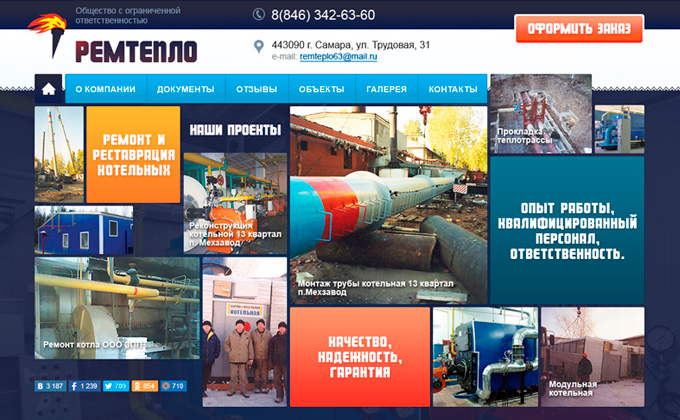 Общество с ограниченной
ответственностью
РЕМТЕПЛО
8(846) 342-63-60
443090 г. Самара, ул. Трудовая, 31
e-mail: remteplo63@mail.ru
ОФОРМИТЬ ЗАКАЗ
О КОМПАНИИ
ДОКУМЕНТЫ
ОТЗЫВЫ
ОБЪЕКТЫ
ГАЛЕРЕЯ
КОНТАКТЫ
РЕМОНТ И
РЕСТАВРАЦИЯ
КОТЕЛЬНЫХ
НАШИ ПРОЕКТЫ
Реконструкция
котельной 13 квартал
п. Мехзавод
Монтаж трубы котельная 13 квартал
п.Мехзавод
Прокладка
теплотрассы
ОПЫТ РАБОТЫ,
КВАЛИФИЦИРОВАННЫЙ
ПЕРСОНАЛ,
ОТВЕТСТВЕННОСТЬ.
Ремонт котла ООО
КОТЕЛЬНАЯ
КАЧЕСТВО,
НАДЕЖНОСТЬ,
ГАРАНТИЯ
Модульная
котельная
3 187
1 239
709
854
710